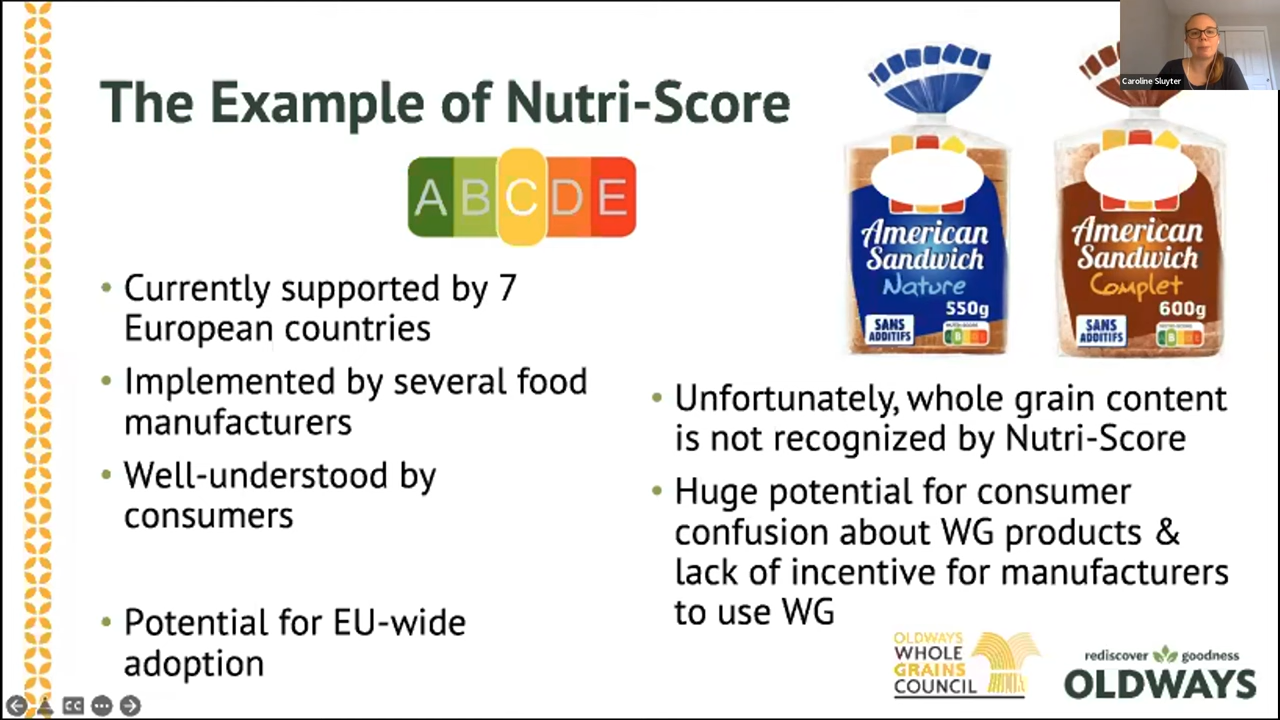 Caroline Sluyter
The Example of Nutri-Score
A B C D E
• Currently supported by 7
European countries
• Implemented by several food
manufacturers
• Well-understood by
consumers
• Potential for EU-wide
adoption
American
Sandwich
Nature
550g
SANS
ADDITIFS
B
American
Sandwich
Complet
600g
SANS
ADDITIFS
B
• Unfortunately, whole grain content
is not recognized by Nutri-Score
• Huge potential for consumer
confusion about WG products &
lack of incentive for manufacturers
to use WG
OLDWAYS
WHOLE
GRAINS
COUNCIL
rediscover goodness
OLDWAYS
CC